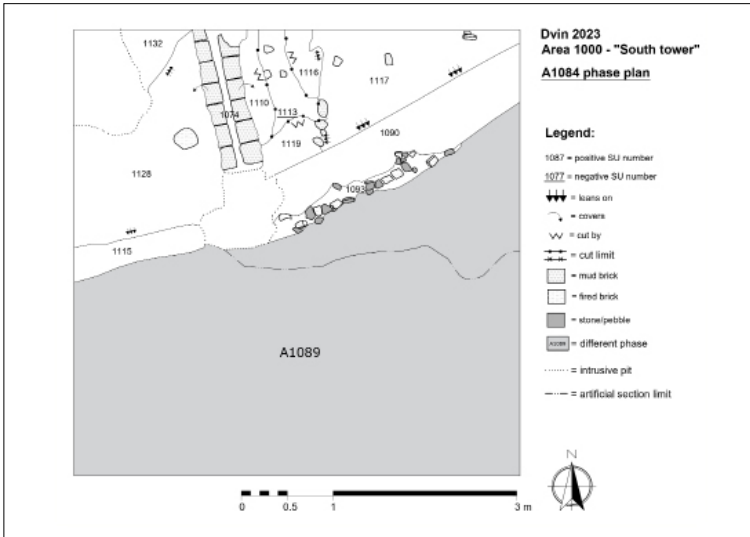 Dvin 2023
Area 1000 - "South tower"
A1084 phase plan
1132
1116
1117
1110
1074
1113
1119
1090
1128
1093
1115
A1089
Legend:
1087 = positive SU number
1077 = negative SU number
= leans on
= covers
= cut by
= cut limit
= mud brick
= fired brick
= stone/pebble
A1089 = different phase
= intrusive pit
= artificial section limit
N
0 0.5 1 3 m